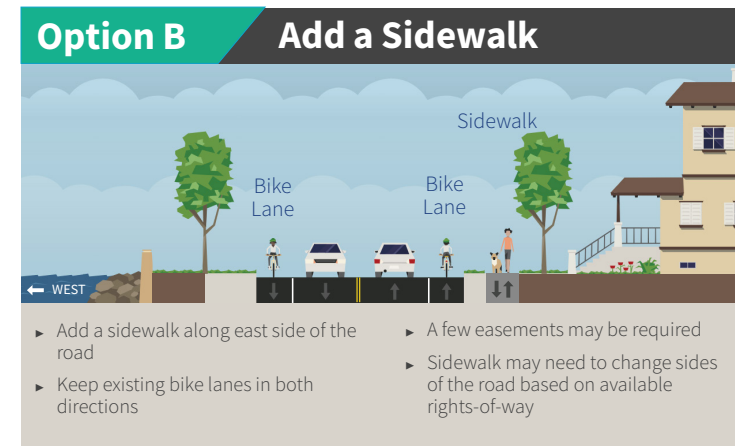 Option B
Add a Sidewalk
Sidewalk
Bike
Lane
Bike
Lane
WEST
► Add a sidewalk along east side of the
road
► Keep existing bike lanes in both
directions
► A few easements may be required
► Sidewalk may need to change sides
of the road based on available
rights-of-way